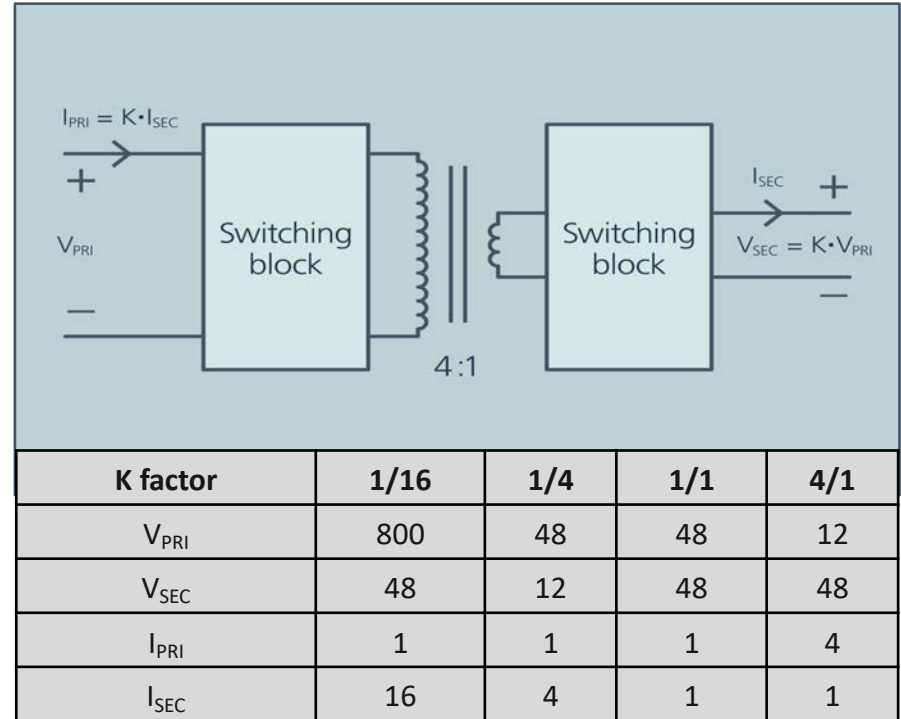 I_PRI = K·I_SEC
+
V_PRI
—
Switching
block
4:1
Switching
block
I_SEC
+
V_SEC = K·V_PRI
—
K factor 1/16 1/4 1/1 4/1
V_PRI 800 48 48 12
V_SEC 48 12 48 48
I_PRI 1 1 1 4
I_SEC 16 4 1 1